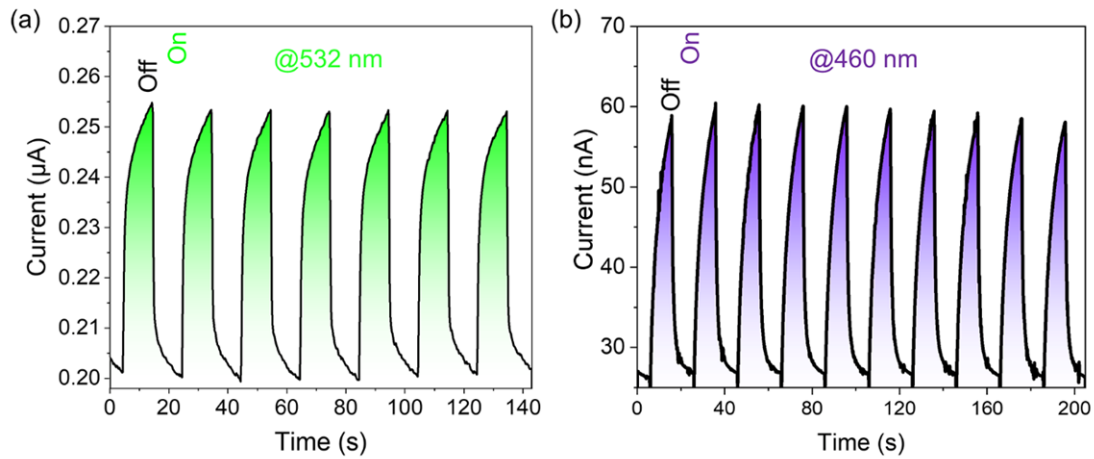 (a)
0.27
0.26
0.25
0.24
0.23
0.22
0.21
0.20
Current (µA)
Off
On
@532 nm
0 20 40 60 80 100 120 140
Time (s)
(b)
70
60
50
40
30
Current (nA)
Off
On
@460 nm
0 40 80 120 160 200
Time (s)